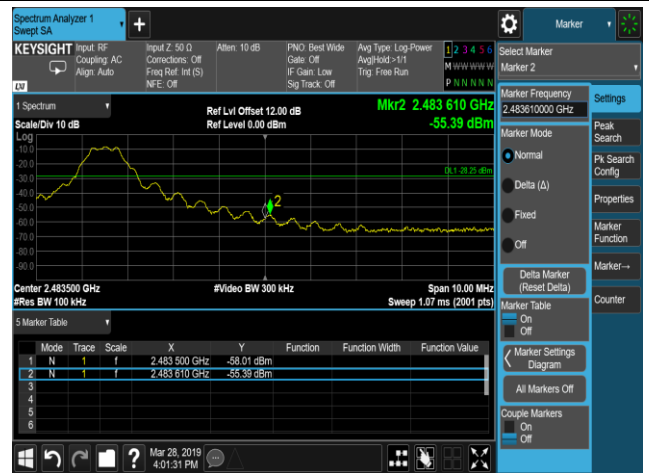 Spectrum Analyzer 1
Swept SA
Marker
KEYSIGHT
Input: RF
Coupling: AC
Align: Auto
Input Z: 50 Ω
Corrections: Off
Freq Ref: Int (S)
NFE: Off
Atten: 10 dB
PNO: Best Wide
Gate: Off
IF Gain: Low
Sig Track: Off
Avg Type: Log-Power
Avg|Hold:>1/1
Trig: Free Run
1 2 3 4 5 6
M W W W W W
P N N N N N
LXI
Select Marker
Marker 2
1 Spectrum
Scale/Div 10 dB
Log
Ref Lvl Offset 12.00 dB
Ref Level 0.00 dBm
Mkr2 2.483 610 GHz
-55.39 dBm
-10.0
-20.0
-30.0
-40.0
-50.0
-60.0
-70.0
-80.0
-90.0
DL1 -28.25 dBm
2
Center 2.483500 GHz
#Res BW 100 kHz
#Video BW 300 kHz
Span 10.00 MHz
Sweep 1.07 ms (2001 pts)
5 Marker Table
Mode Trace Scale X Y Function Function Width Function Value
1 N 1 f 2.483 500 GHz -58.01 dBm
2 N 1 f 2.483 610 GHz -55.39 dBm
3
4
5
6
Marker Frequency
2.483610000 GHz
Marker Mode
Normal
Delta (Δ)
Fixed
Off
Delta Marker
(Reset Delta)
Marker Table
On
Off
Marker Settings
Diagram
All Markers Off
Couple Markers
On
Off
Settings
Peak
Search
Pk Search
Config
Properties
Marker
Function
Marker→
Counter
?
Mar 28, 2019
4:01:31 PM